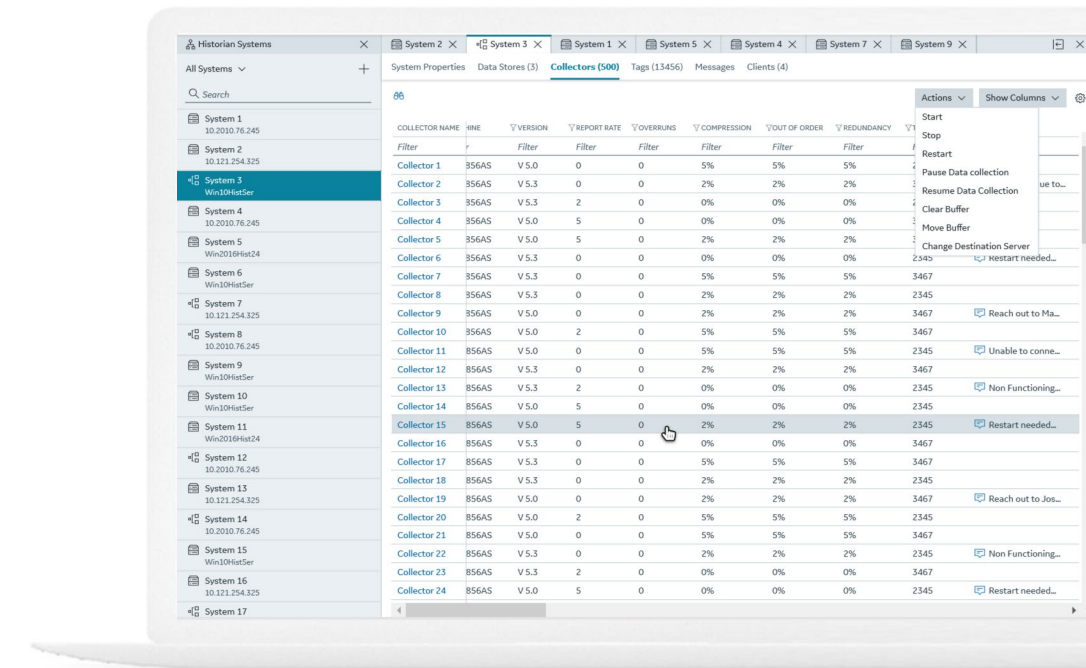 Historian Systems
System 2 System 3 System 1 System 5 System 4 System 7 System 9
All Systems
System Properties Data Stores (3) Collectors (500) Tags (13456) Messages Clients (4)
Search
Actions Show Columns
System 1
10.2010.76.245
System 2
10.121.254.325
System 3
Win10HistSer
System 4
10.2010.76.245
System 5
Win2016Hist24
System 6
Win10HistSer
System 7
10.121.254.325
System 8
10.2010.76.245
System 9
Win10HistSer
System 10
Win10HistSer
System 11
Win2016Hist24
System 12
10.2010.76.245
System 13
10.121.254.325
System 14
10.2010.76.245
System 15
Win10HistSer
System 16
10.121.254.325
System 17
Start
Stop
Restart
Pause Data collection
Resume Data Collection
Clear Buffer
Move Buffer
Change Destination Server
COLLECTOR NAME HINE VERSION REPORT RATE OVERRUNS COMPRESSION OUT OF ORDER REDUNDANCY
Filter Filter Filter Filter Filter Filter Filter
Collector 1 856AS V 5.0 0 0 5% 5% 5%
Collector 2 856AS V 5.3 0 0 2% 2% 2% ue to...
Collector 3 856AS V 5.3 2 0 0% 0% 0%
Collector 4 856AS V 5.0 5 0 0% 0% 0%
Collector 5 856AS V 5.0 5 0 2% 2% 2%
Collector 6 856AS V 5.3 0 0 0% 0% 0% 2345 Restart needed...
Collector 7 856AS V 5.3 0 0 5% 5% 5% 3467
Collector 8 856AS V 5.3 0 0 2% 2% 2% 2345
Collector 9 856AS V 5.0 0 0 2% 2% 2% 3467 Reach out to Ma...
Collector 10 856AS V 5.0 2 0 5% 5% 5% 3467
Collector 11 856AS V 5.0 0 0 5% 5% 5% 2345 Unable to conne...
Collector 12 856AS V 5.3 0 0 2% 2% 2% 3467
Collector 13 856AS V 5.3 2 0 0% 0% 0% 2345 Non Functioning...
Collector 14 856AS V 5.0 5 0 0% 0% 0% 2345
Collector 15 856AS V 5.0 5 0 2% 2% 2% 2345 Restart needed...
Collector 16 856AS V 5.3 0 0 0% 0% 0% 3467
Collector 17 856AS V 5.3 0 0 5% 5% 5% 3467
Collector 18 856AS V 5.3 0 0 2% 2% 2% 2345
Collector 19 856AS V 5.0 0 0 2% 2% 2% 3467 Reach out to Jos...
Collector 20 856AS V 5.0 2 0 5% 5% 5% 2345
Collector 21 856AS V 5.0 0 0 5% 5% 5% 3467
Collector 22 856AS V 5.3 0 0 2% 2% 2% 2345 Non Functioning...
Collector 23 856AS V 5.3 2 0 0% 0% 0% 3467
Collector 24 856AS V 5.0 5 0 0% 0% 0% 2345 Restart needed...